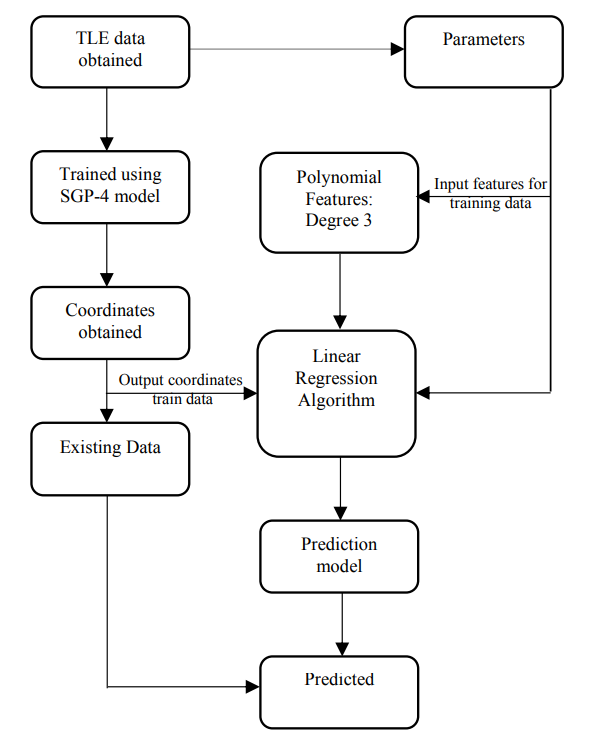 TLE data
obtained
Parameters
Trained using
SGP-4 model
Polynomial
Features:
Degree 3
Input features for
training data
Coordinates
obtained
Output coordinates
train data
Linear
Regression
Algorithm
Existing Data
Prediction
model
Predicted